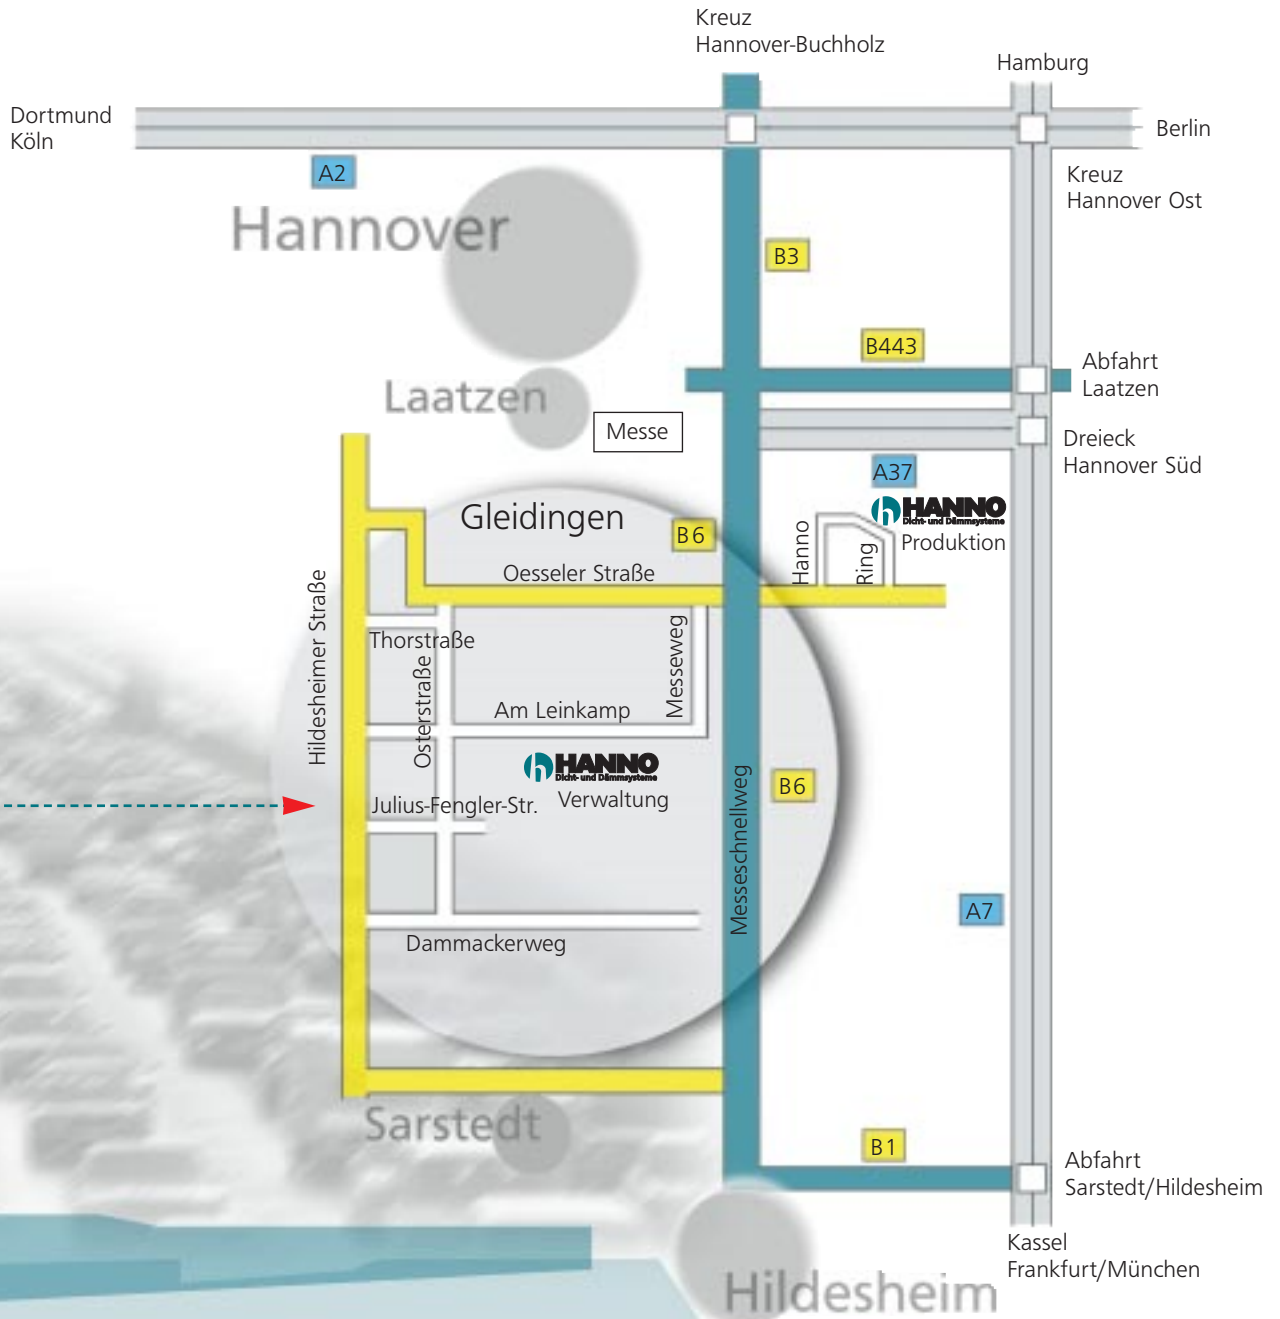 Kreuz
Hannover-Buchholz
Hamburg
Dortmund
Köln
Berlin
A2
Kreuz
Hannover Ost
Hannover
B3
B443
Abfahrt
Laatzen
Laatzen
Messe
Dreieck
Hannover Süd
A37
HANNO
Dicht- und Dämmsysteme
Produktion
Gleidingen
B6
Hanno
Ring
Oesseler Straße
Hildesheimer Straße
Thorstraße
Osterstraße
Messeweg
Am Leinkamp
HANNO
Dicht- und Dämmsysteme
Verwaltung
Julius-Fengler-Str.
Messeschnellweg
B6
A7
Dammackerweg
Sarstedt
B1
Abfahrt
Sarstedt/Hildesheim
Kassel
Frankfurt/München
Hildesheim